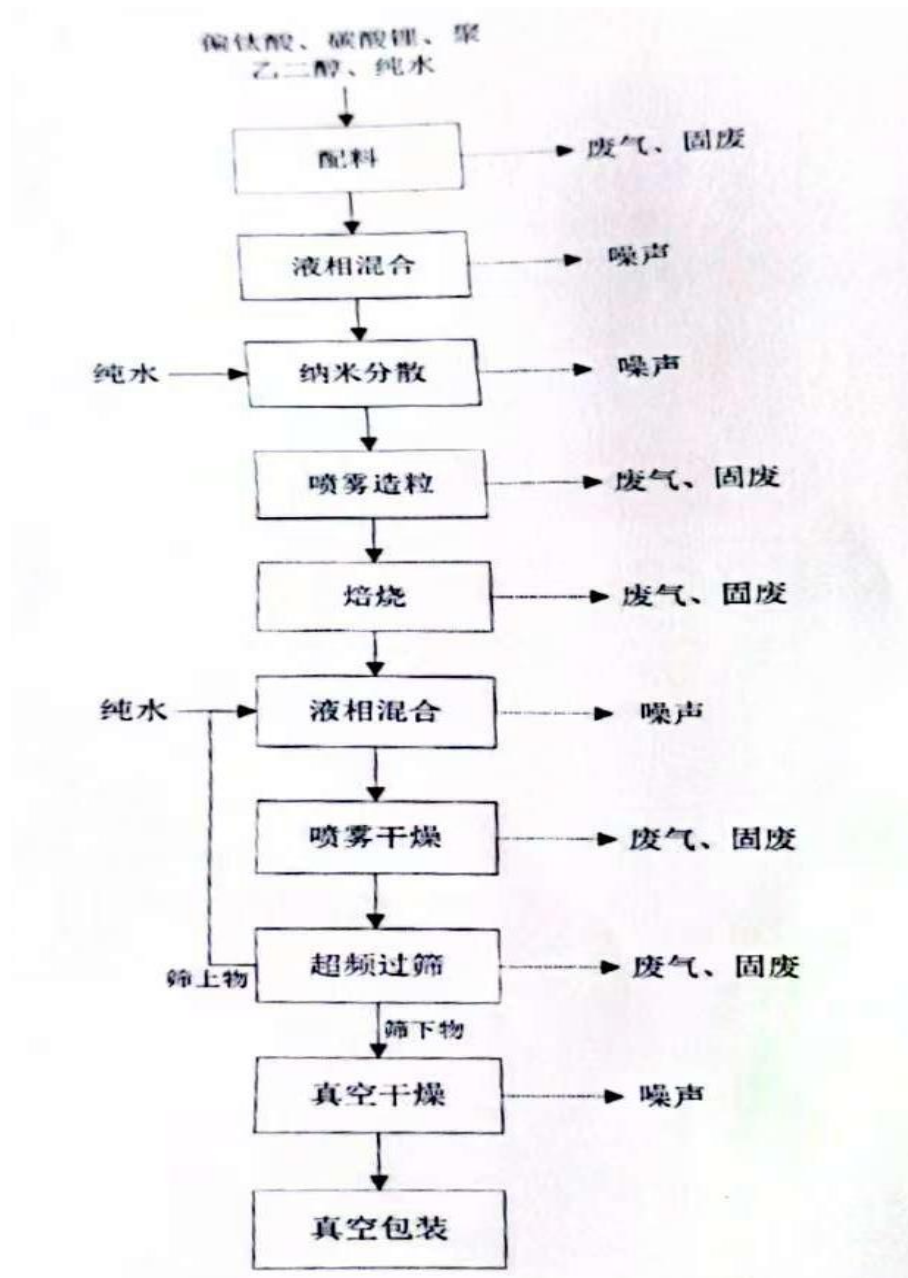 偏钛酸、碳酸锂、聚
乙二醇、纯水
配料
废气、固废
液相混合
噪声
纯水
纳米分散
噪声
喷雾造粒
废气、固废
焙烧
废气、固废
纯水
液相混合
噪声
喷雾干燥
废气、固废
超频过筛
废气、固废
筛上物
筛下物
真空干燥
噪声
真空包装